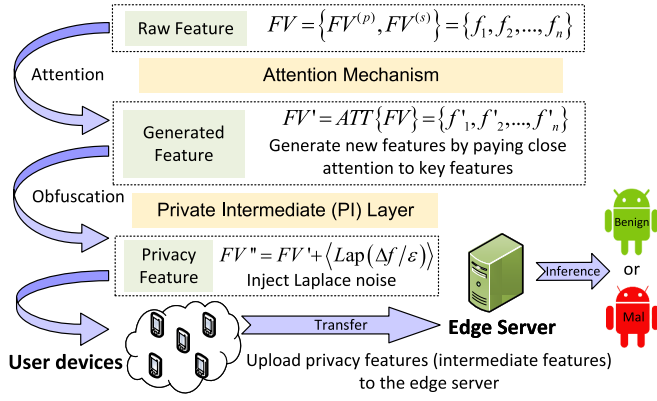 Raw Feature
FV = {FV^(p), FV^(s)} = {f_1, f_2, ..., f_n}
Attention
Attention Mechanism
Generated
Feature
FV' = ATT{FV} = {f'_1, f'_2, ..., f'_n}
Generate new features by paying close
attention to key features
Obfuscation
Private Intermediate (PI) Layer
Privacy
Feature
FV'' = FV' + ⟨Lap(Δf/ε)⟩
Inject Laplace noise
User devices
Transfer
Edge Server
Upload privacy features (intermediate features)
to the edge server
Inference
Benign
or
Mal